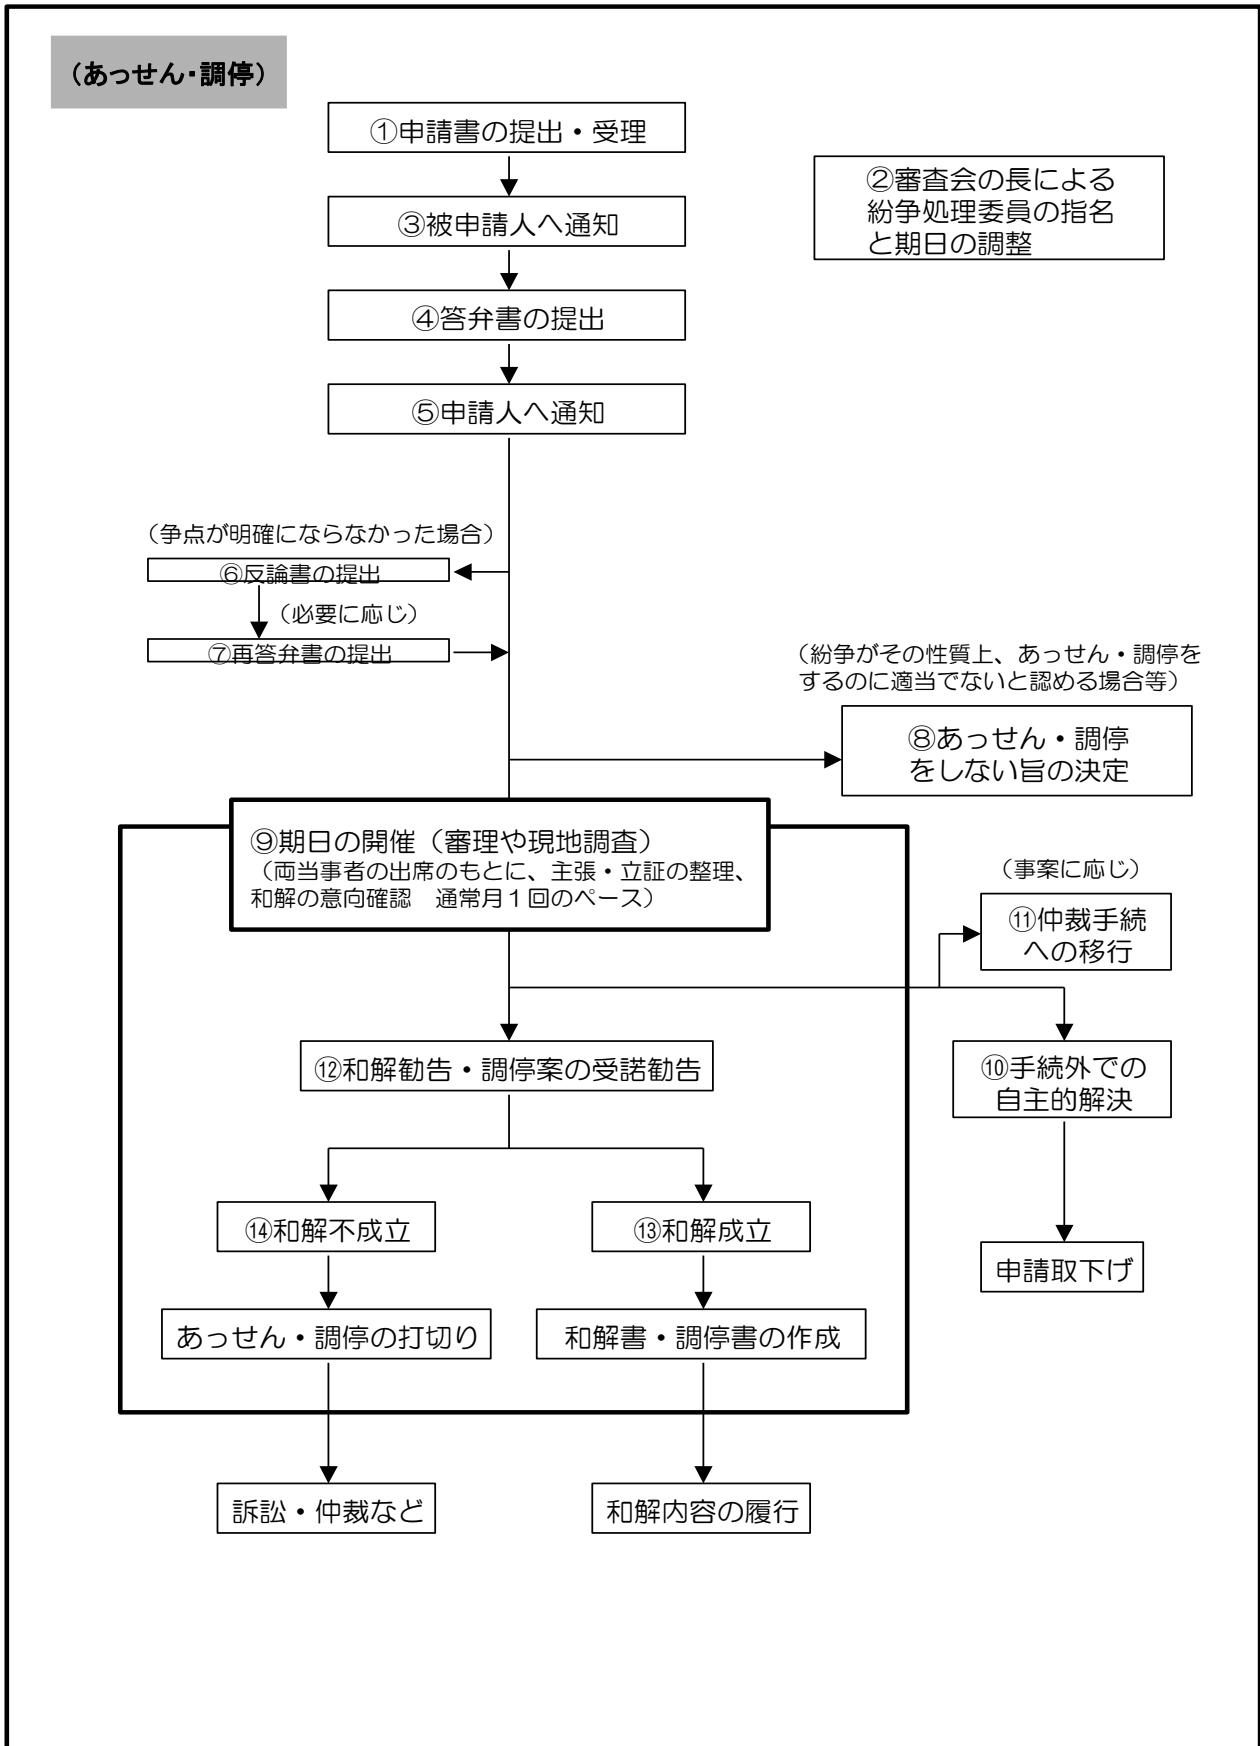 （あっせん・調停）
①申請書の提出・受理
②審査会の長による
紛争処理委員の指名
と期日の調整
③被申請人へ通知
④答弁書の提出
⑤申請人へ通知
（争点が明確にならなかった場合）
⑥反論書の提出
（必要に応じ）
⑦再答弁書の提出
（紛争がその性質上、あっせん・調停を
するのに適当でないと認める場合等）
⑧あっせん・調停
をしない旨の決定
⑨期日の開催（審理や現地調査）
（両当事者の出席のもとに、主張・立証の整理、
和解の意向確認　通常月１回のペース）
（事案に応じ）
⑪仲裁手続
への移行
⑫和解勧告・調停案の受諾勧告
⑩手続外での
自主的解決
⑭和解不成立
⑬和解成立
申請取下げ
あっせん・調停の打切り
和解書・調停書の作成
訴訟・仲裁など
和解内容の履行